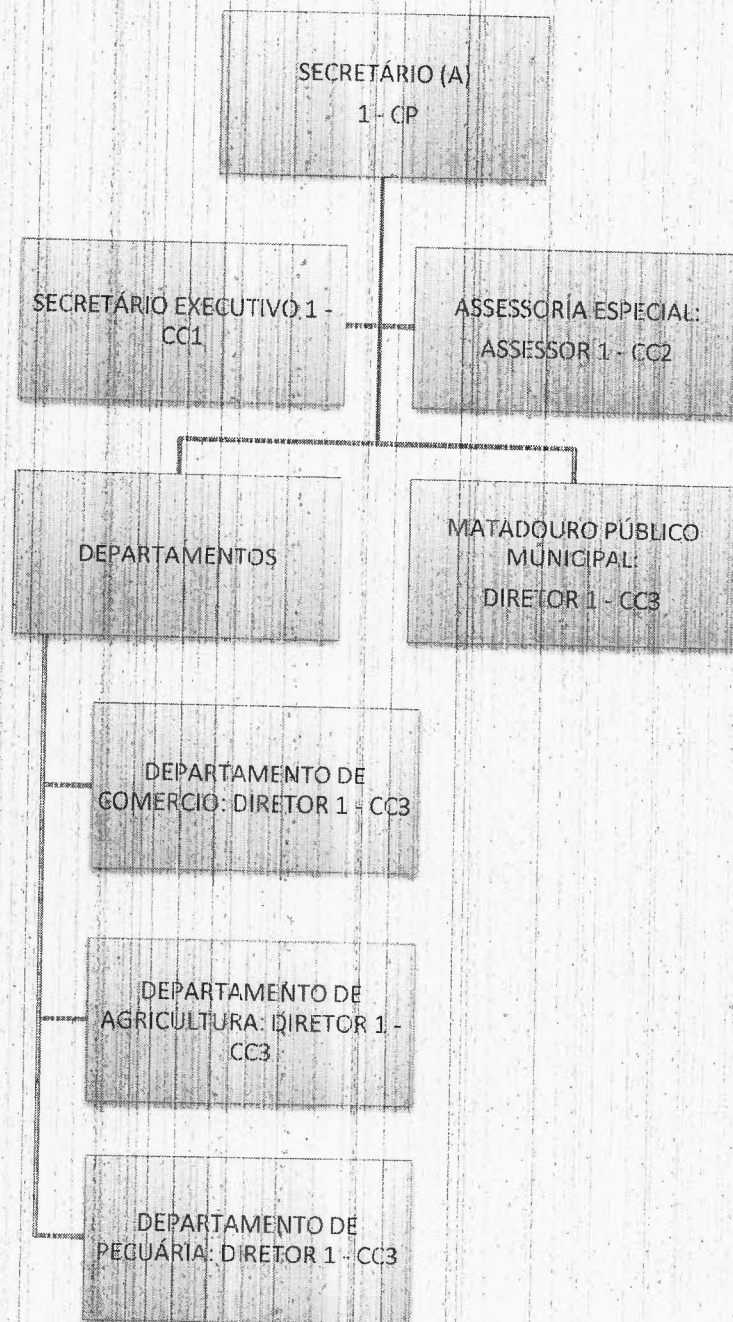 SECRETÁRIO (A)
1 - CP
SECRETÁRIO EXECUTIVO 1 -
CC1
ASSESSORÍA ESPECIAL:
ASSESSOR 1 - CC2
DEPARTAMENTOS
MATADOURO PÚBLICO
MUNICIPAL:
DIRETOR 1 - CC3
DEPARTAMENTO DE
COMERCIO: DIRETOR 1 - CC3
DEPARTAMENTO DE
AGRICULTURA: DIRETOR 1 -
CC3
DEPARTAMENTO DE
PECUÁRIA: DIRETOR 1 - CC3